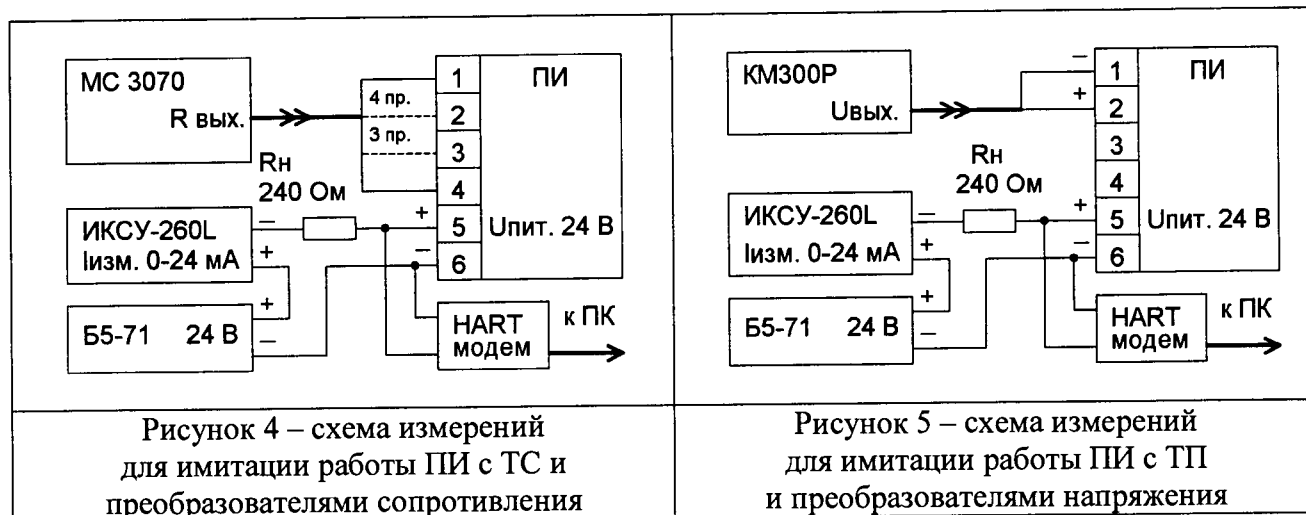 МС 3070
R вых.
4 пр.
3 пр.
1
2
3
4
5
6
ПИ
Uпит. 24 В
Rн
240 Ом
ИКСУ-260L
Iизм. 0-24 мА
–
+
+
–
Б5-71 24 В
+
–
HART
модем
к ПК
Рисунок 4 – схема измерений
для имитации работы ПИ с ТС и
преобразователями сопротивления
КМ300Р
Uвых.
–
+
1
2
3
4
5
6
ПИ
Uпит. 24 В
Rн
240 Ом
ИКСУ-260L
Iизм. 0-24 мА
–
+
+
–
Б5-71 24 В
+
–
HART
модем
к ПК
Рисунок 5 – схема измерений
для имитации работы ПИ с ТП
и преобразователями напряжения